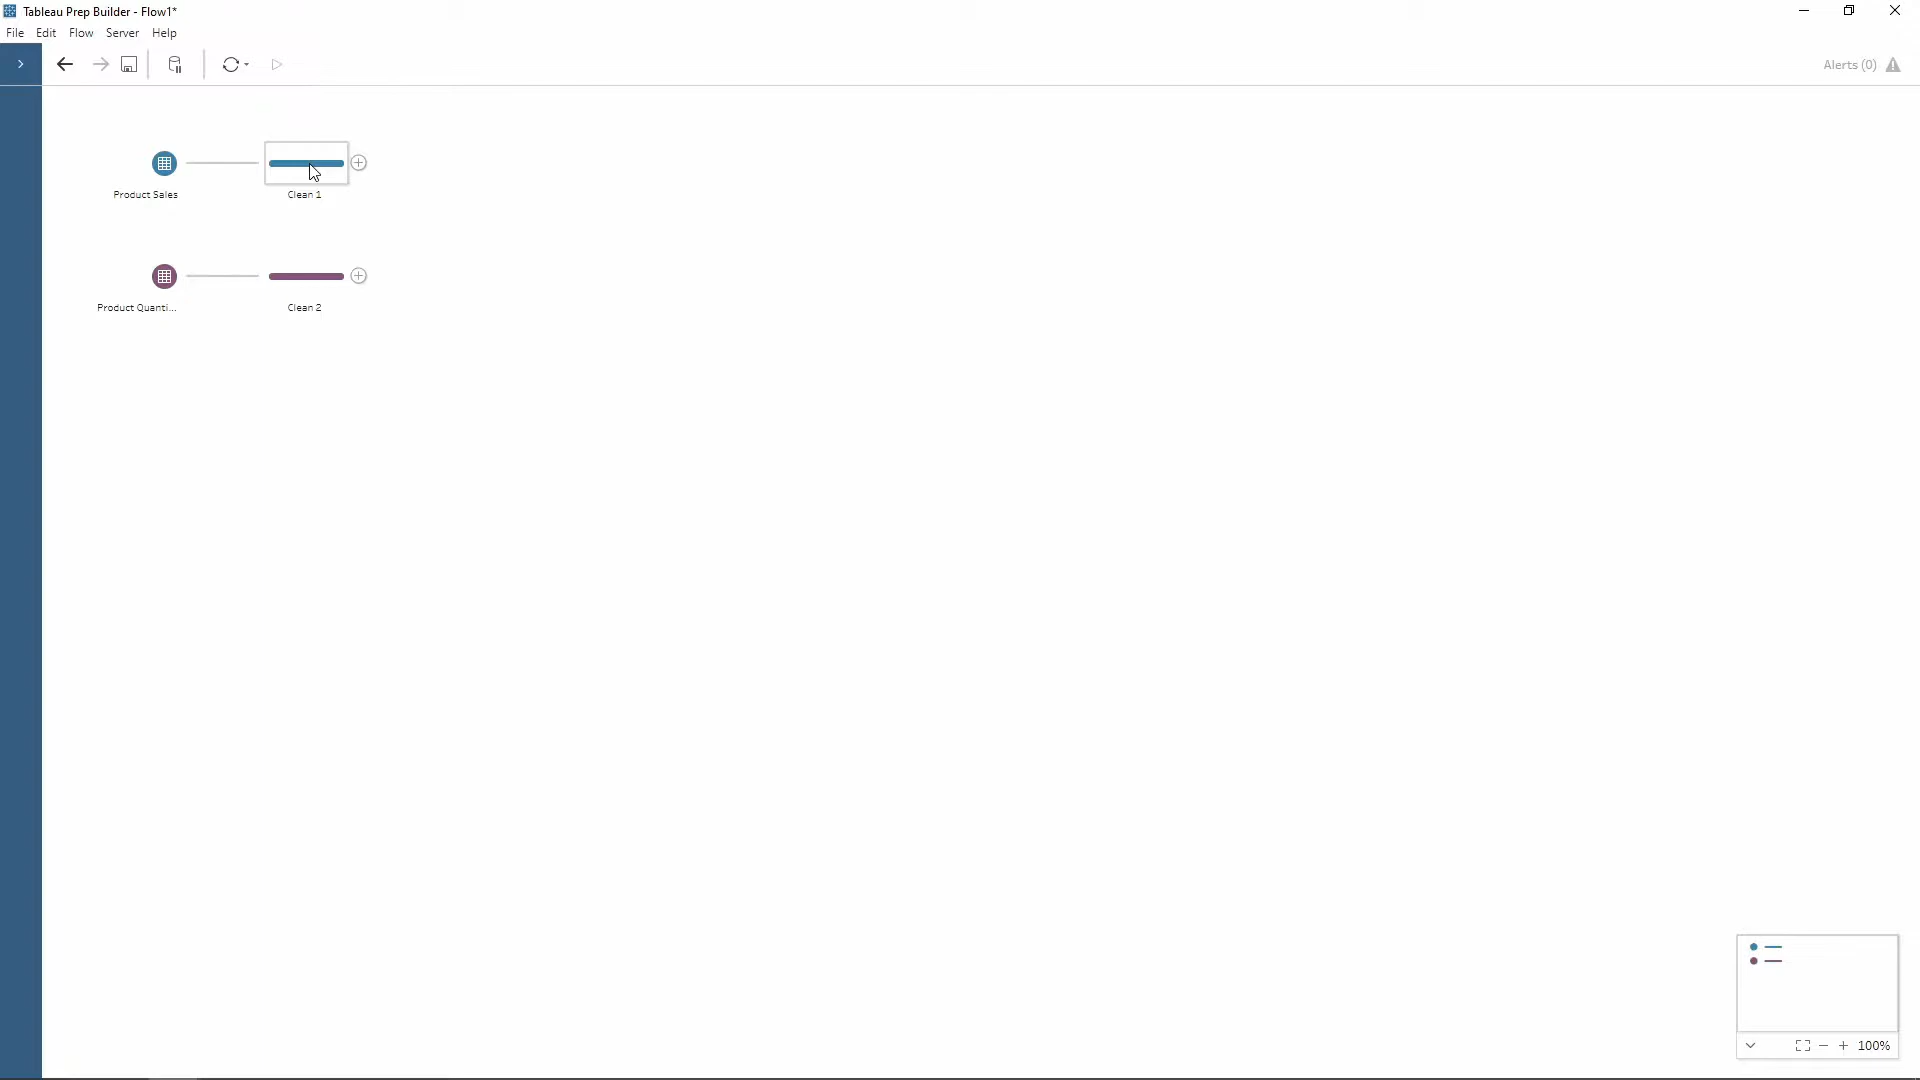 Tableau Prep Builder - Flow1*
File Edit Flow Server Help
Alerts (0)
Product Sales
Clean 1
Product Quanti...
Clean 2
100%